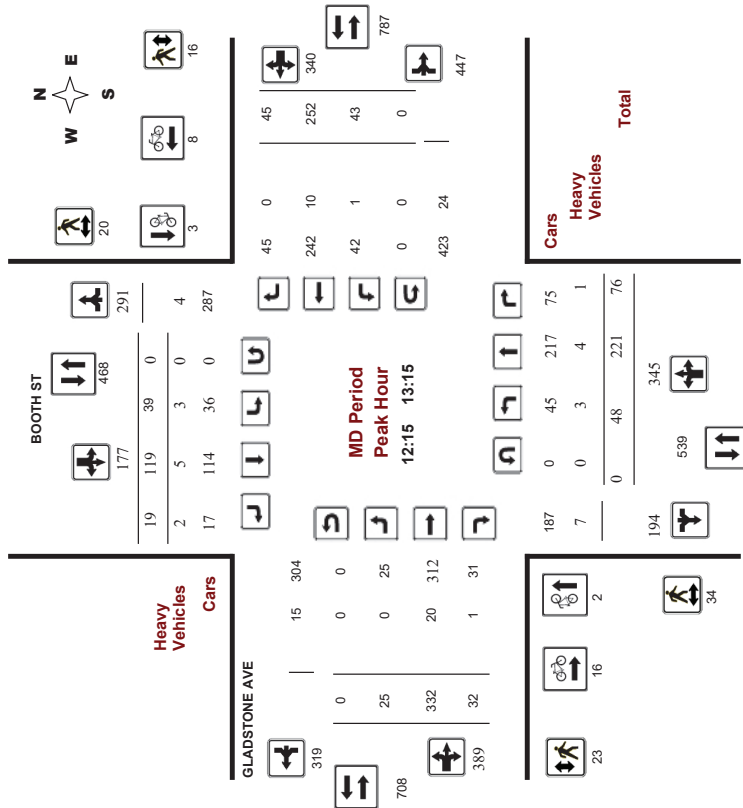 N
W E
S
20
16
3
8
BOOTH ST
177
468
291
19 119 39 0
2 5 3 0 4
17 114 36 0 287
Heavy
Vehicles
Cars
45 0 45
242 10 252
42 1 43
0 0 0
423 24
340
787
447
MD Period
Peak Hour
12:15 13:15
GLADSTONE AVE
319
708
389
15 304
0 0 0
25 0 25
332 20 312
32 1 31
Cars
Heavy
Vehicles
Total
187 0 45 217 75
7 0 3 4 1
0 48 221 76
194
539
345
2
16
23
34